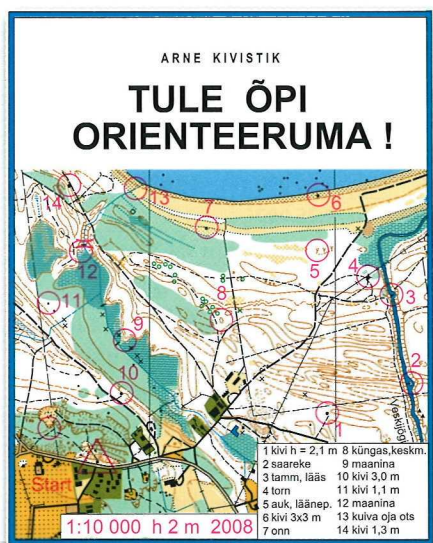 ARNE KIVISTIK
TULE ÕPI
ORIENTEERUMA !
14
13
7
6
5
4
3
12
11
9
8
10
2
1
Veskijõgi
Start
1 kivi h = 2,1 m
2 saareke
3 tamm, lääs
4 torn
5 auk, läänep.
6 kivi 3x3 m
7 onn
8 küngas,keskm.
9 maanina
10 kivi 3,0 m
11 kivi 1,1 m
12 maanina
13 kuiva oja ots
14 kivi 1,3 m
1:10 000 h 2 m 2008